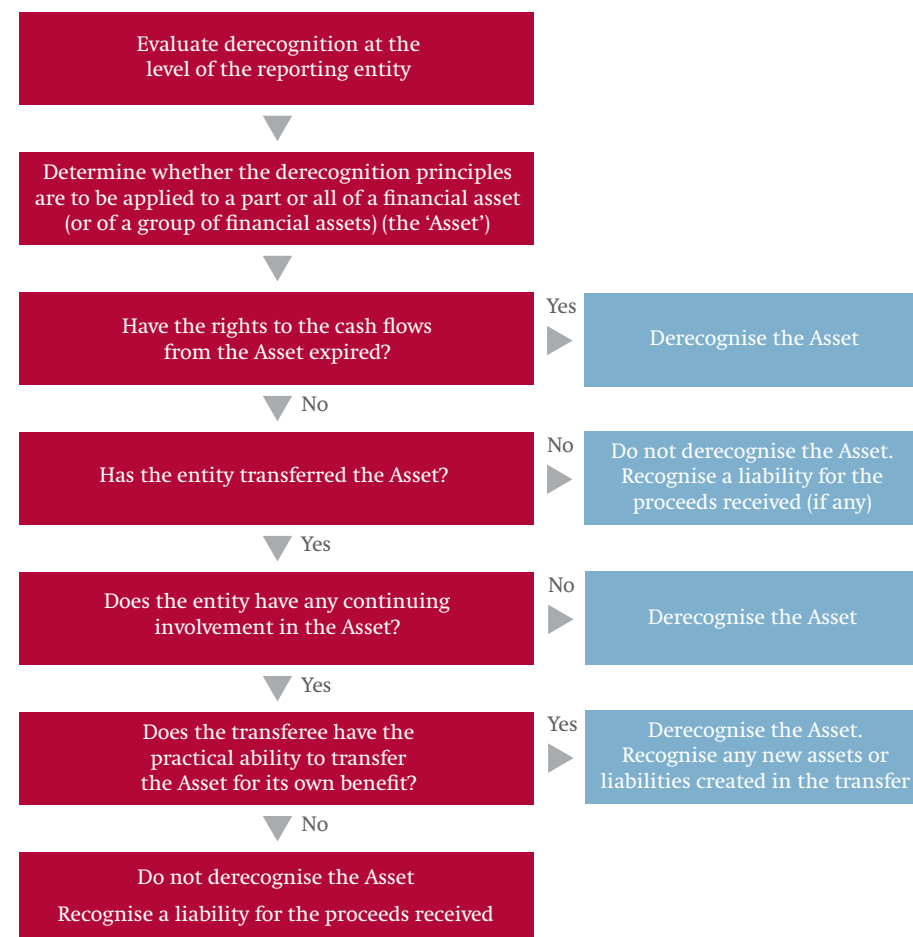 Evaluate derecognition at the
level of the reporting entity
Determine whether the derecognition principles
are to be applied to a part or all of a financial asset
(or of a group of financial assets) (the ‘Asset’)
Have the rights to the cash flows
from the Asset expired?
Yes
Derecognise the Asset
No
Has the entity transferred the Asset?
No
Do not derecognise the Asset.
Recognise a liability for the
proceeds received (if any)
Yes
Does the entity have any continuing
involvement in the Asset?
No
Derecognise the Asset
Yes
Does the transferee have the
practical ability to transfer
the Asset for its own benefit?
Yes
Derecognise the Asset.
Recognise any new assets or
liabilities created in the transfer
No
Do not derecognise the Asset
Recognise a liability for the proceeds received